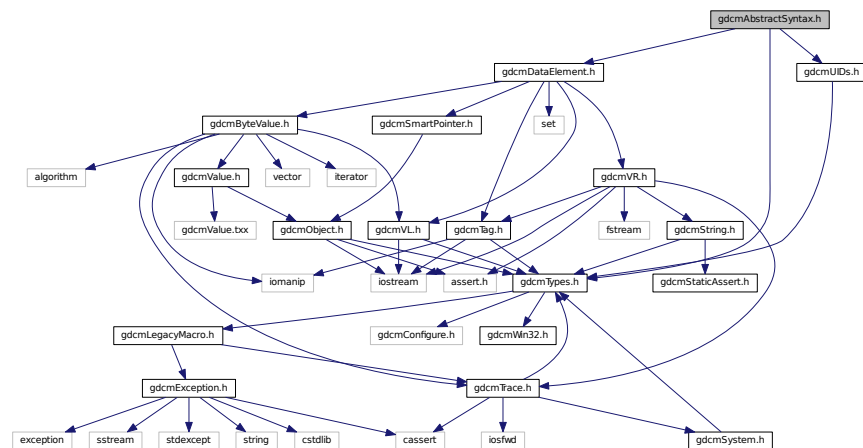 gdcmAbstractSyntax.h
gdcmDataElement.h
gdcmUIDs.h
gdcmByteValue.h
gdcmSmartPointer.h
set
algorithm
gdcmValue.h
vector
iterator
gdcmVR.h
gdcmValue.txx
gdcmObject.h
gdcmVL.h
gdcmTag.h
fstream
gdcmString.h
iomanip
iostream
assert.h
gdcmTypes.h
gdcmStaticAssert.h
gdcmLegacyMacro.h
gdcmConfigure.h
gdcmWin32.h
gdcmException.h
gdcmTrace.h
exception
sstream
stdexcept
string
cstdlib
cassert
iosfwd
gdcmSystem.h